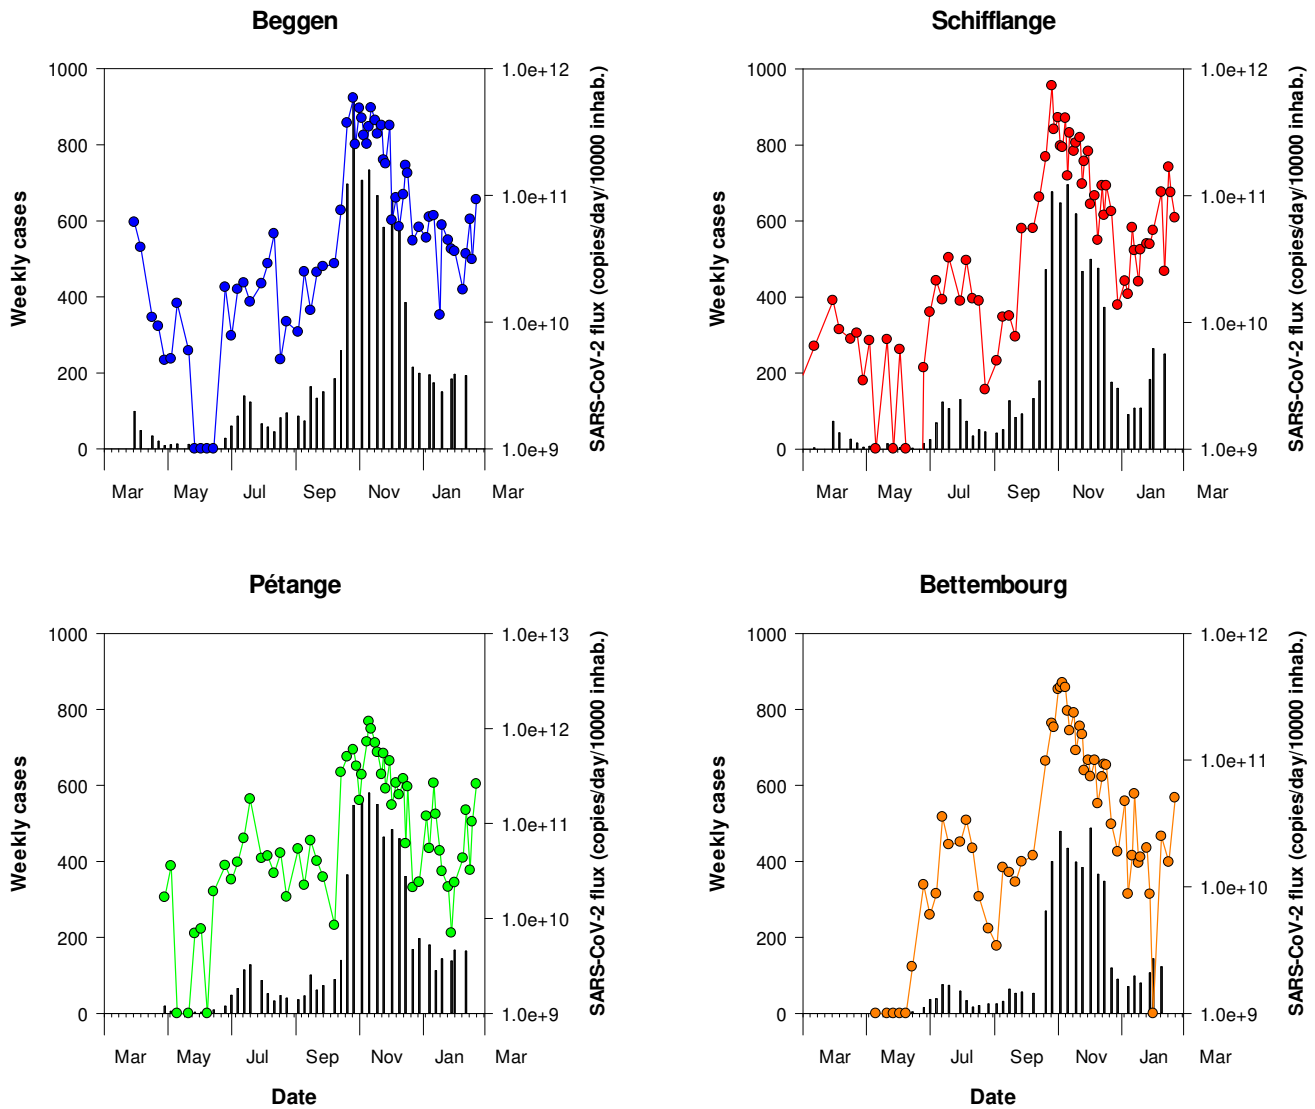 Beggen
1000
800
600
400
200
0
Weekly cases
1.0e+12
1.0e+11
1.0e+10
1.0e+9
SARS-CoV-2 flux (copies/day/10000 inhab.)
Mar May Jul Sep Nov Jan Mar
Schifflange
1000
800
600
400
200
0
Weekly cases
1.0e+12
1.0e+11
1.0e+10
1.0e+9
SARS-CoV-2 flux (copies/day/10000 inhab.)
Mar May Jul Sep Nov Jan Mar
Pétange
1000
800
600
400
200
0
Weekly cases
1.0e+13
1.0e+12
1.0e+11
1.0e+10
1.0e+9
SARS-CoV-2 flux (copies/day/10000 inhab.)
Mar May Jul Sep Nov Jan Mar
Date
Bettembourg
1000
800
600
400
200
0
Weekly cases
1.0e+12
1.0e+11
1.0e+10
1.0e+9
SARS-CoV-2 flux (copies/day/10000 inhab.)
Mar May Jul Sep Nov Jan Mar
Date